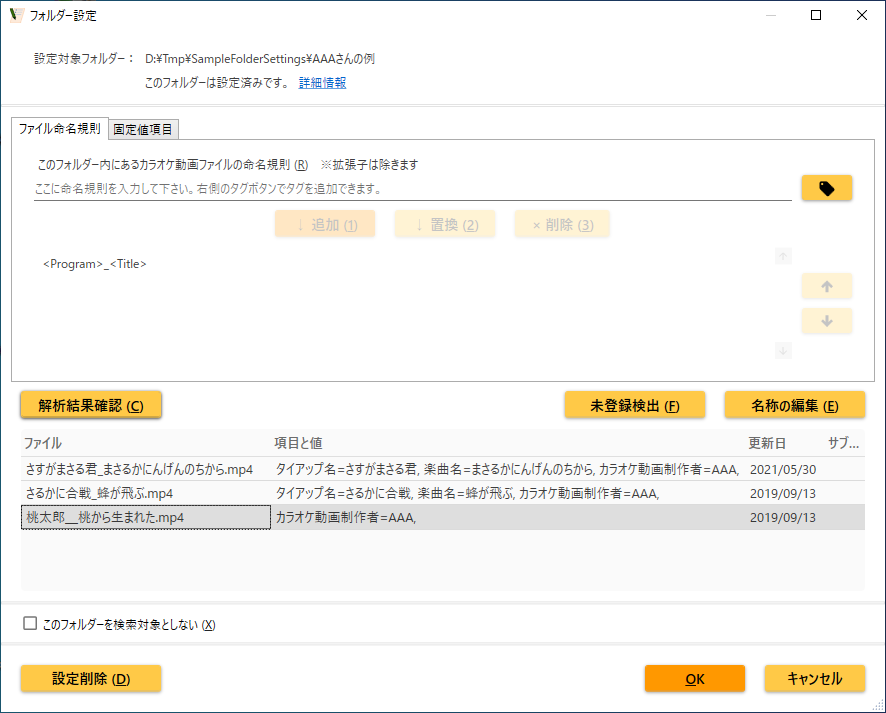 フォルダー設定
設定対象フォルダー： D:¥Tmp¥SampleFolderSettings¥AAAさんの例
このフォルダーは設定済みです。 詳細情報
ファイル命名規則 固定値項目
このフォルダー内にあるカラオケ動画ファイルの命名規則 (R) ※拡張子は除きます
ここに命名規則を入力して下さい。右側のタグボタンでタグを追加できます。
↓ 追加 (1) ↓ 置換 (2) × 削除 (3)
<Program>_<Title>
解析結果確認 (C) 未登録検出 (F) 名称の編集 (E)
ファイル 項目と値 更新日 サブ...
さすがまさる君_まさるかにんげんのちから.mp4 タイアップ名=さすがまさる君, 楽曲名=まさるかにんげんのちから, カラオケ動画制作者=AAA, 2021/05/30
さるかに合戦_蜂が飛ぶ.mp4 タイアップ名=さるかに合戦, 楽曲名=蜂が飛ぶ, カラオケ動画制作者=AAA, 2019/09/13
桃太郎__桃から生まれた.mp4 カラオケ動画制作者=AAA, 2019/09/13
このフォルダーを検索対象としない (X)
設定削除 (D) OK キャンセル